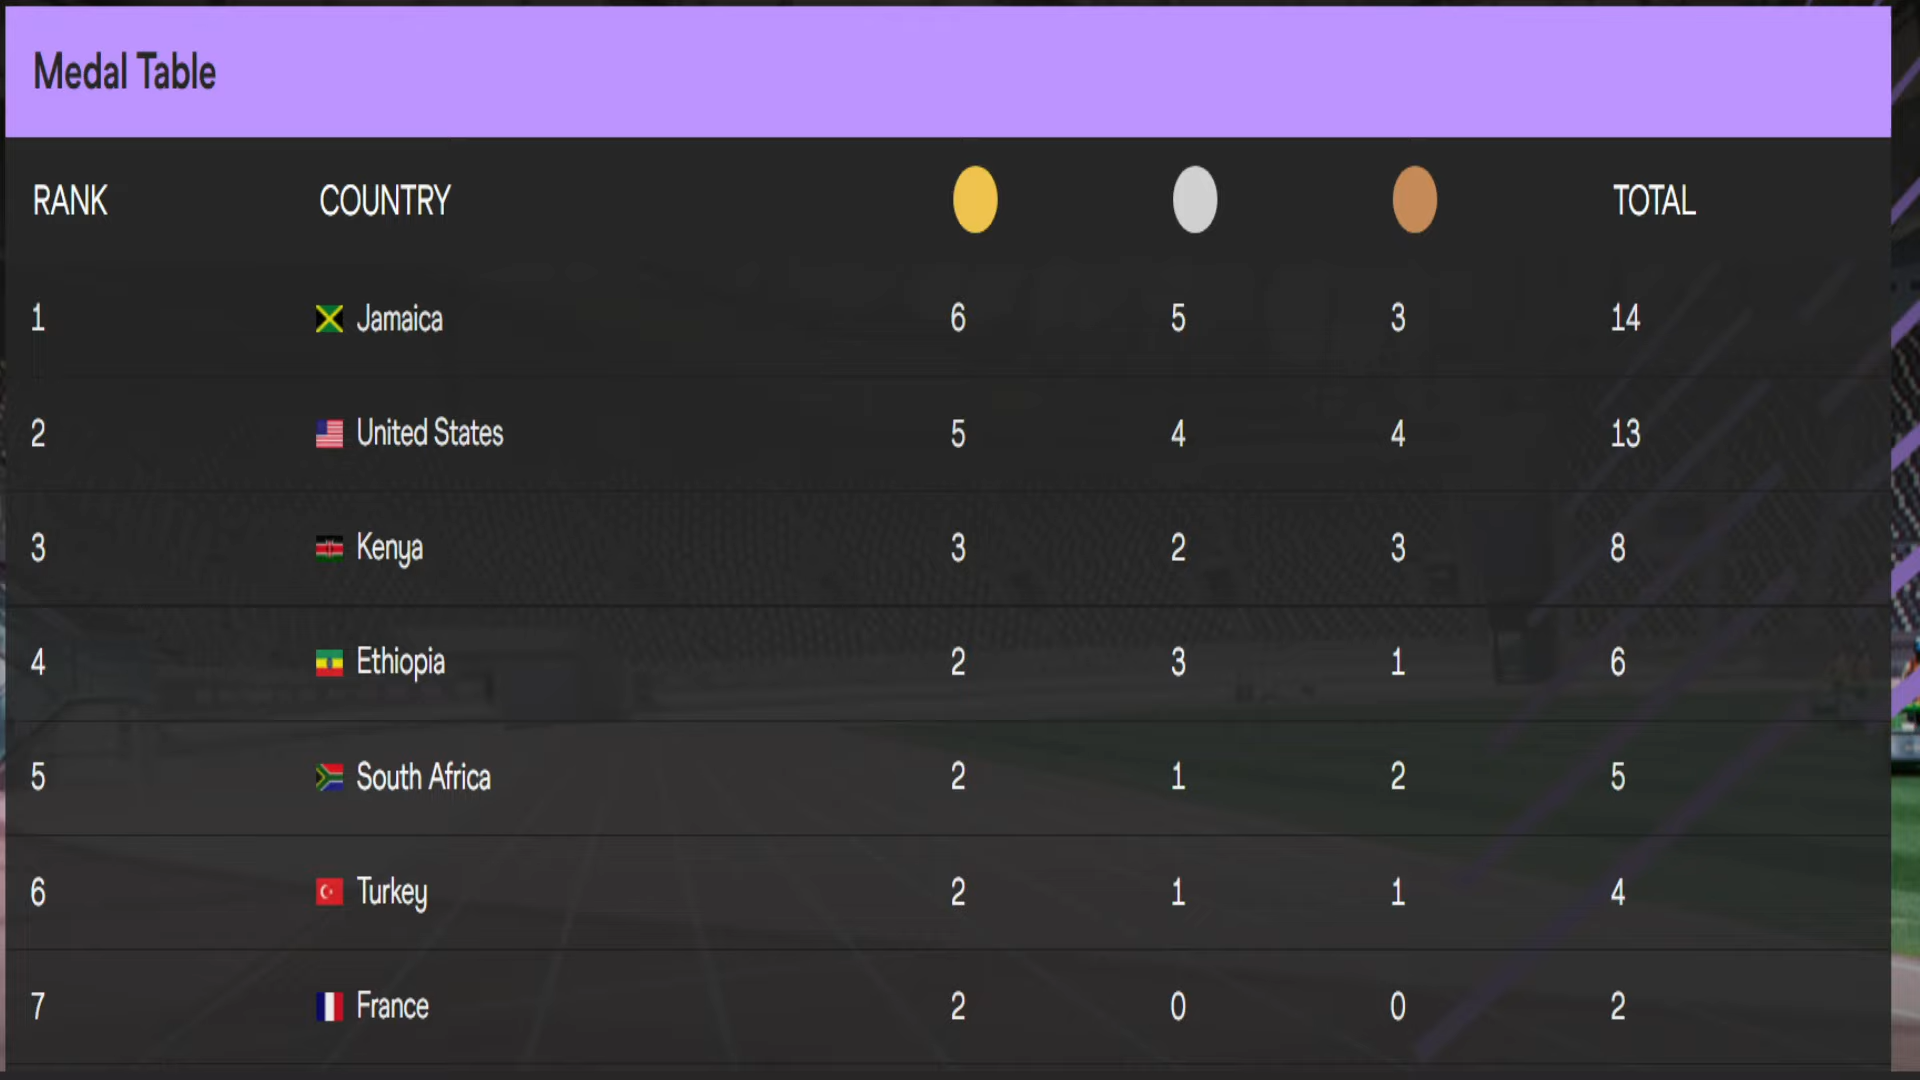 Medal Table
RANK COUNTRY TOTAL
1 Jamaica 6 5 3 14
2 United States 5 4 4 13
3 Kenya 3 2 3 8
4 Ethiopia 2 3 1 6
5 South Africa 2 1 2 5
6 Turkey 2 1 1 4
7 France 2 0 0 2